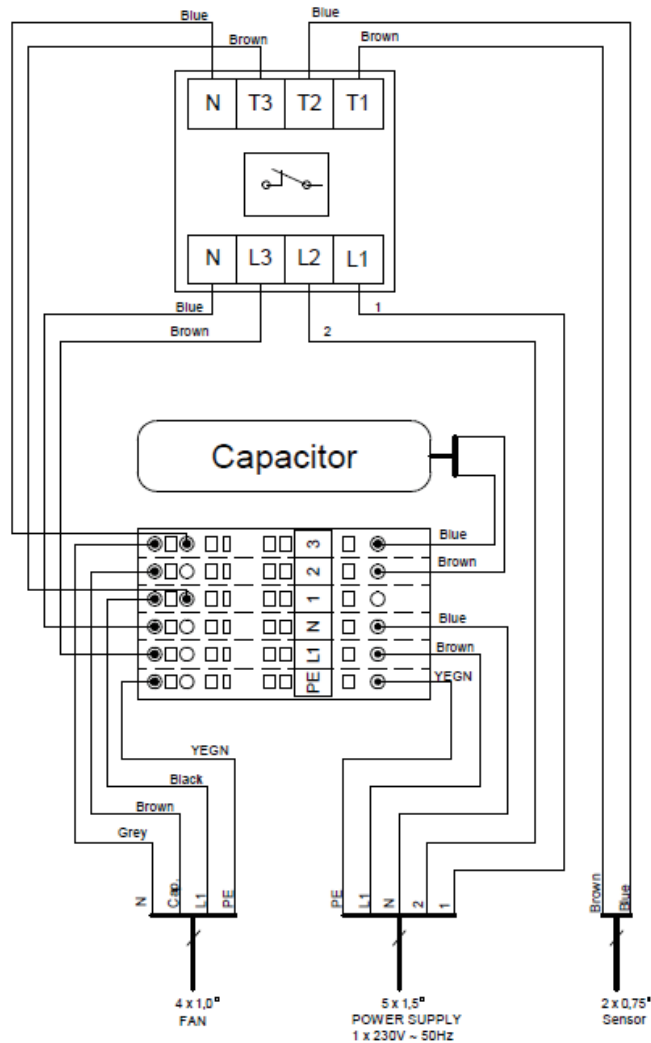 Blue
Blue
Brown
Brown
N T3 T2 T1
N L3 L2 L1
Blue
1
Brown
2
Capacitor
3
Blue
2
Brown
1
N
Blue
L1
Brown
PE
YEGN
YEGN
Black
Brown
Grey
N Cap. L1 PE
PE L1 N 2 1
Brown Blue
4 x 1,0¤
FAN
5 x 1,5¤
POWER SUPPLY
1 x 230V ~ 50Hz
2 x 0,75¤
Sensor